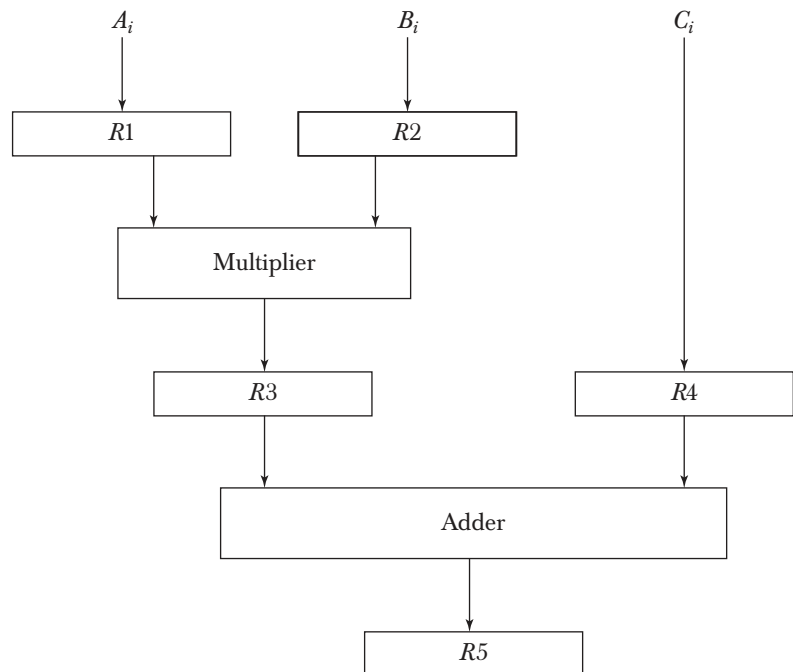 A_i B_i C_i
R1 R2
Multiplier
R3 R4
Adder
R5